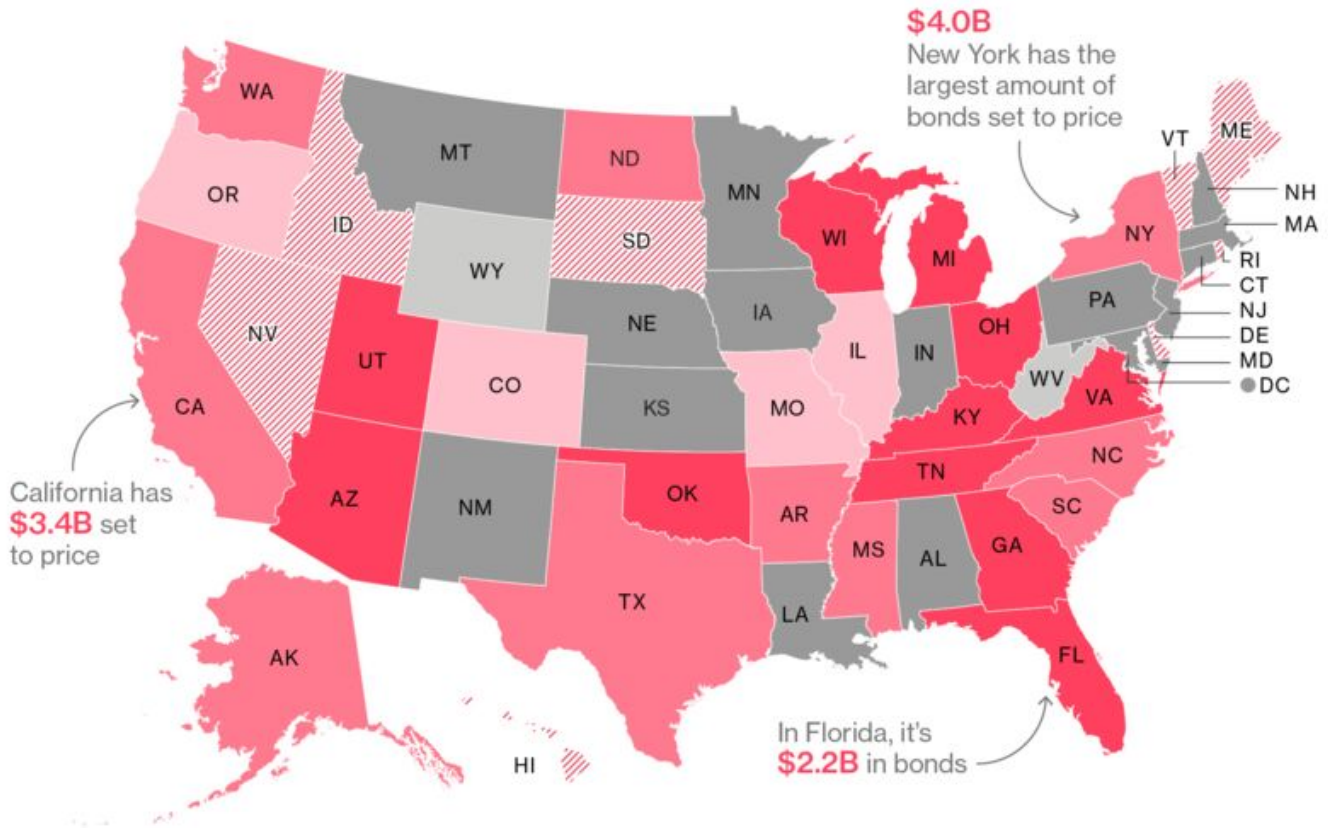 $4.0B
New York has the
largest amount of
bonds set to price
WA
MT
ND
MN
VT
ME
OR
ID
SD
WI
MI
NY
NH
MA
RI
CT
NJ
DE
MD
DC
WY
NE
IA
PA
NV
UT
CO
KS
MO
IL
IN
OH
WV
VA
KY
CA
California has
$3.4B set
to price
AZ
NM
OK
AR
TN
NC
SC
MS
AL
GA
TX
LA
AK
HI
FL
In Florida, it's
$2.2B in bonds